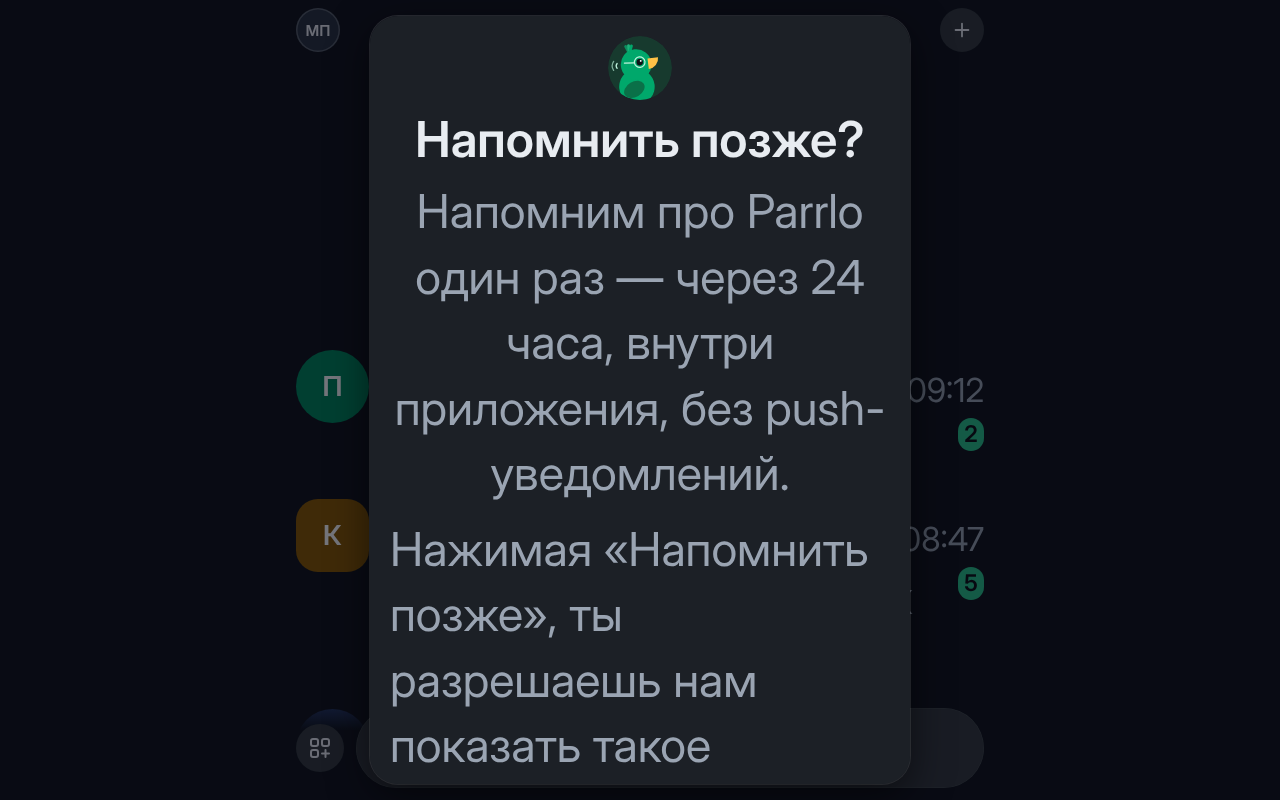 МП
Напомнить позже?
Напомним про Parrlo
один раз — через 24
часа, внутри
приложения, без push-
уведомлений.
Нажимая «Напомнить
позже», ты
разрешаешь нам
показать такое
П
09:12
2
К
08:47
5